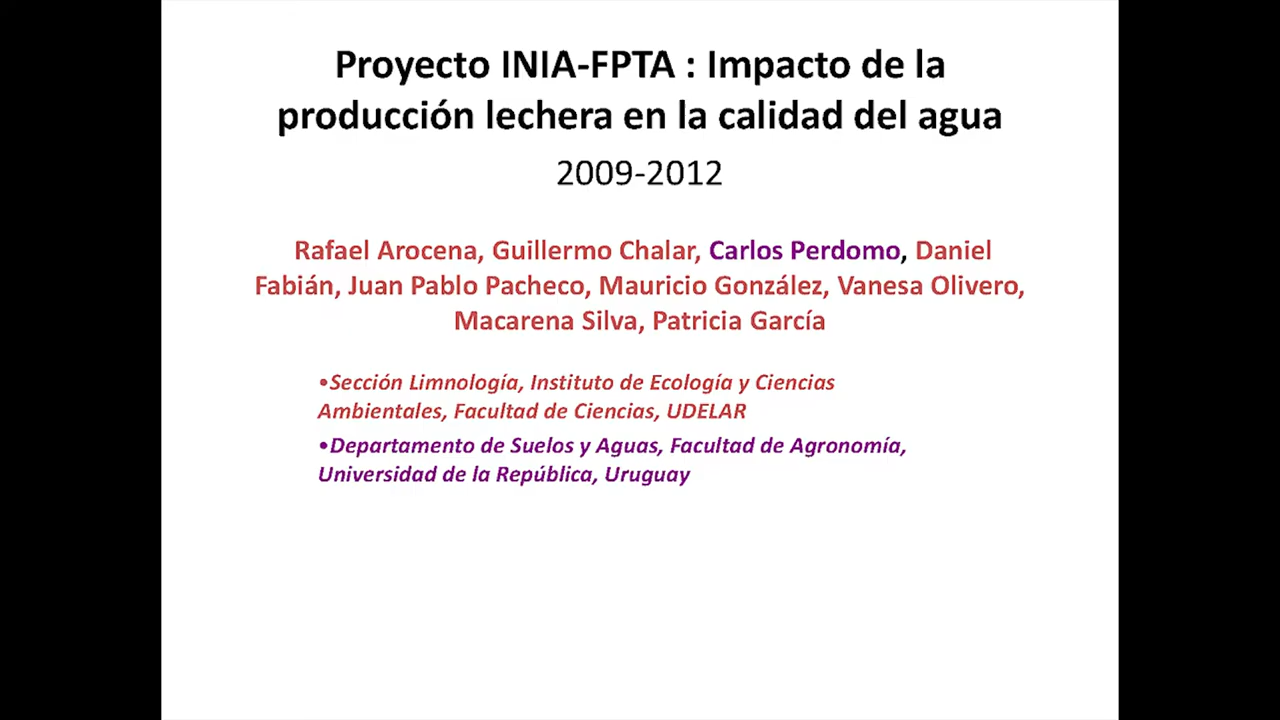 Proyecto INIA-FPTA : Impacto de la
producción lechera en la calidad del agua
2009-2012
Rafael Arocena, Guillermo Chalar, Carlos Perdomo, Daniel
Fabián, Juan Pablo Pacheco, Mauricio González, Vanesa Olivero,
Macarena Silva, Patricia García
•Sección Limnología, Instituto de Ecología y Ciencias
Ambientales, Facultad de Ciencias, UDELAR
•Departamento de Suelos y Aguas, Facultad de Agronomía,
Universidad de la República, Uruguay